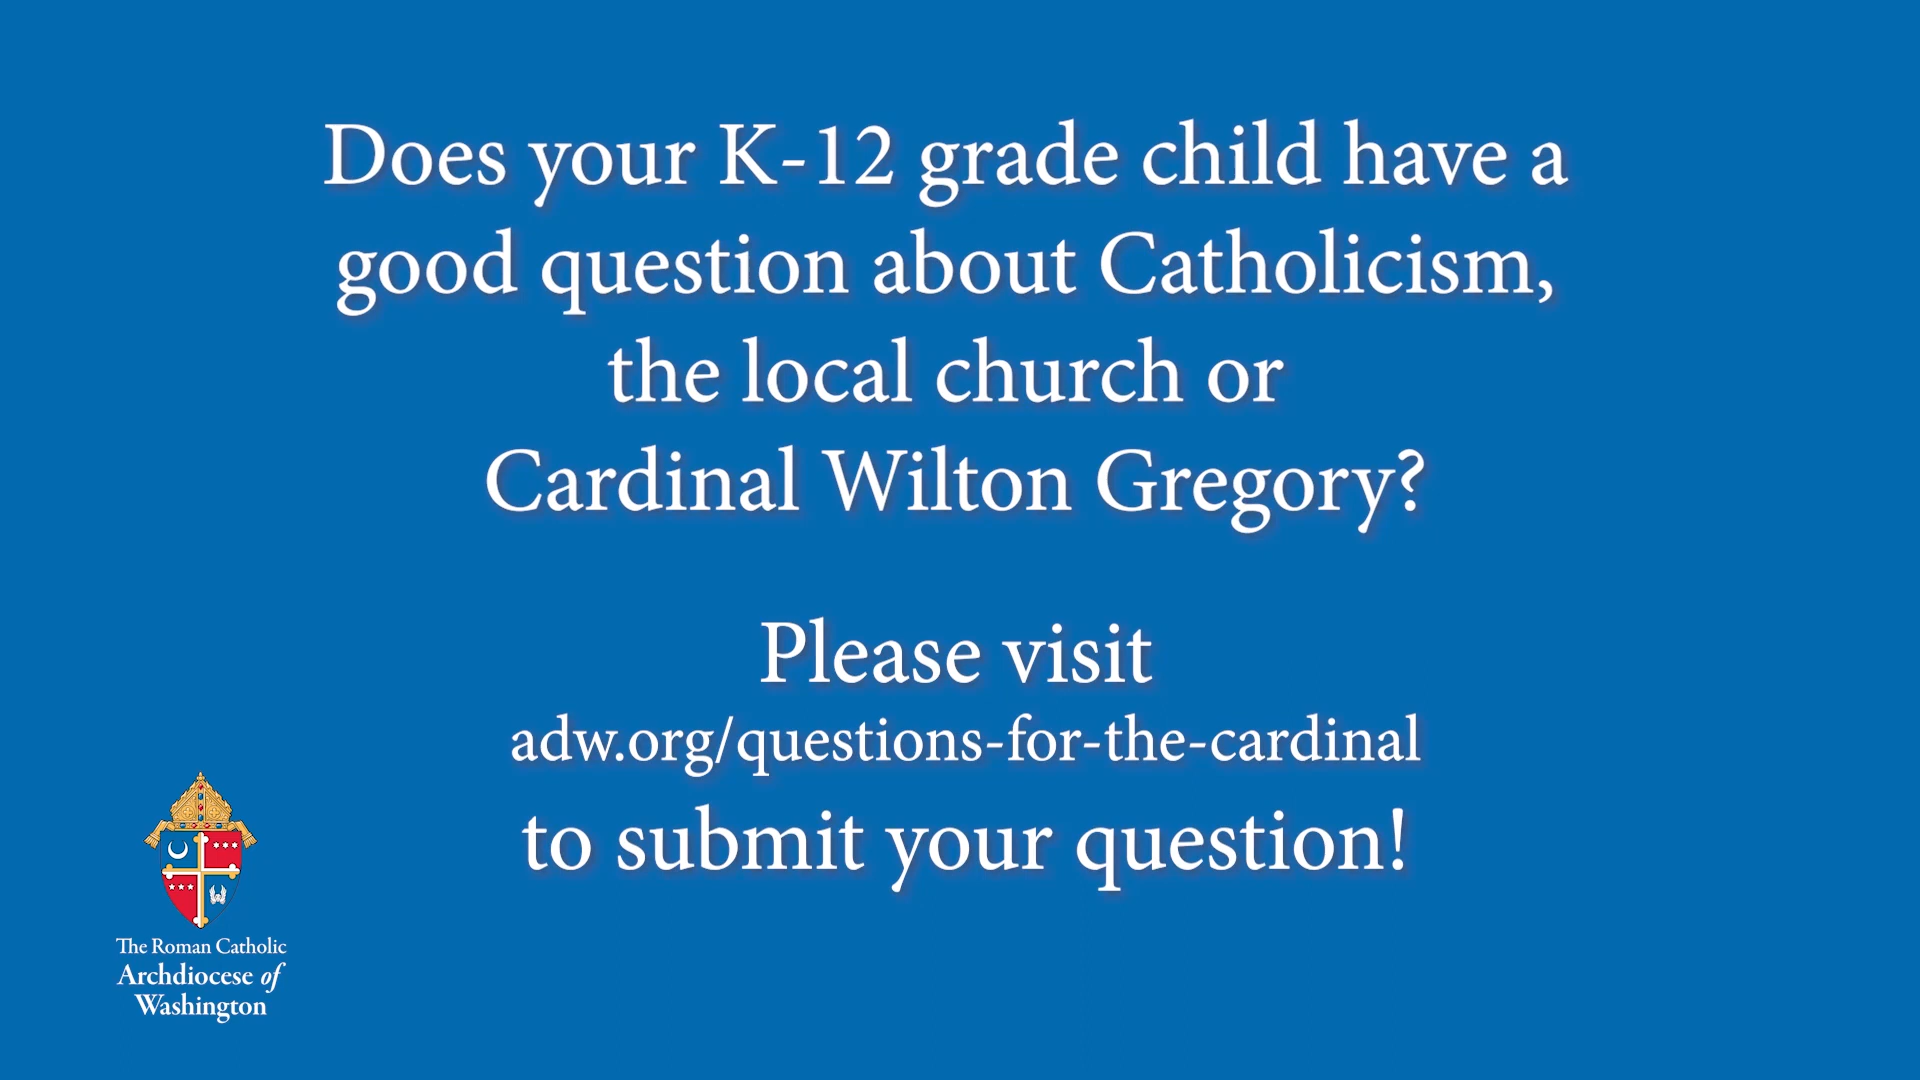 Does your K-12 grade child have a
good question about Catholicism,
the local church or
Cardinal Wilton Gregory?
Please visit
adw.org/questions-for-the-cardinal
to submit your question!
The Roman Catholic
Archdiocese of
Washington